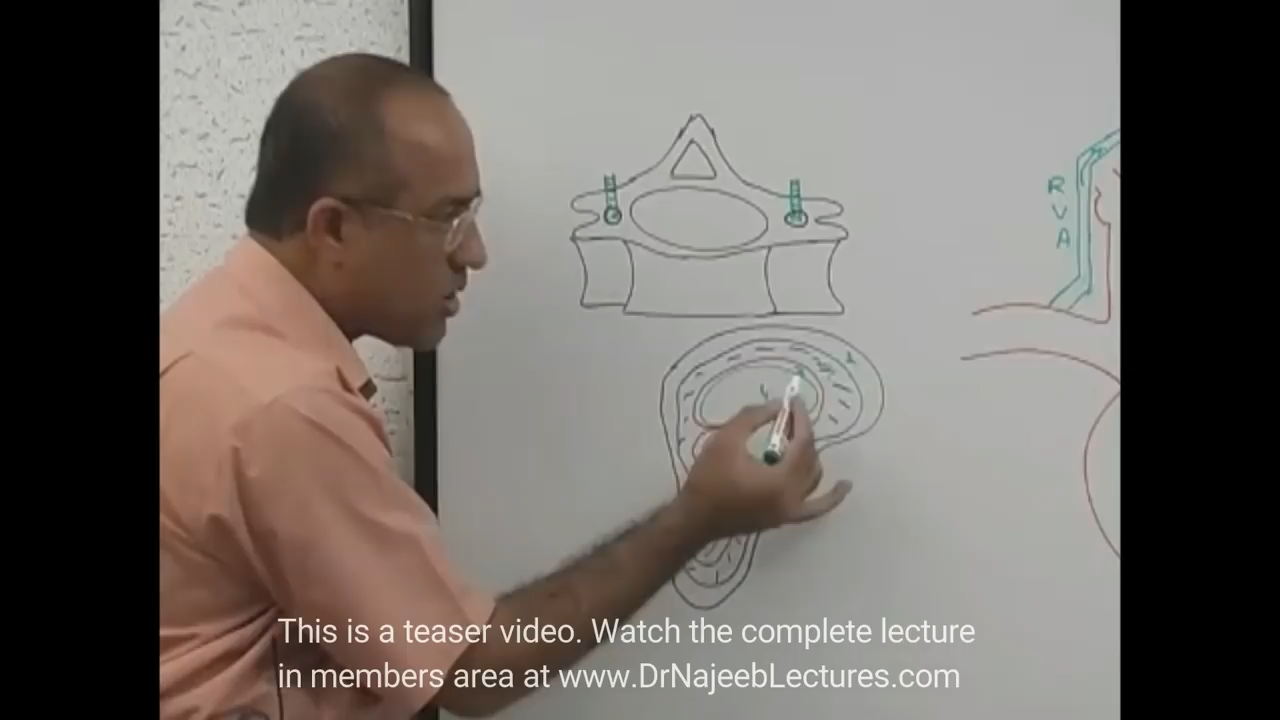 R
V
A
This is a teaser video. Watch the complete lecture
in members area at www.DrNajeebLectures.com